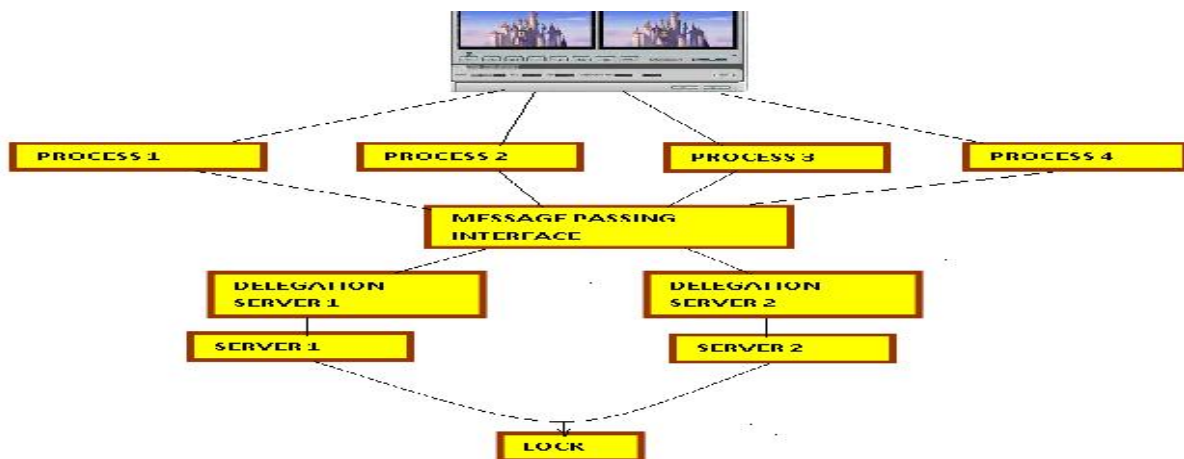 PROCESS 1
PROCESS 2
PROCESS 3
PROCESS 4
MESSAGE PASSING
INTERFACE
DELEGATION
SERVER 1
DELEGATION
SERVER 2
SERVER 1
SERVER 2
LOCK